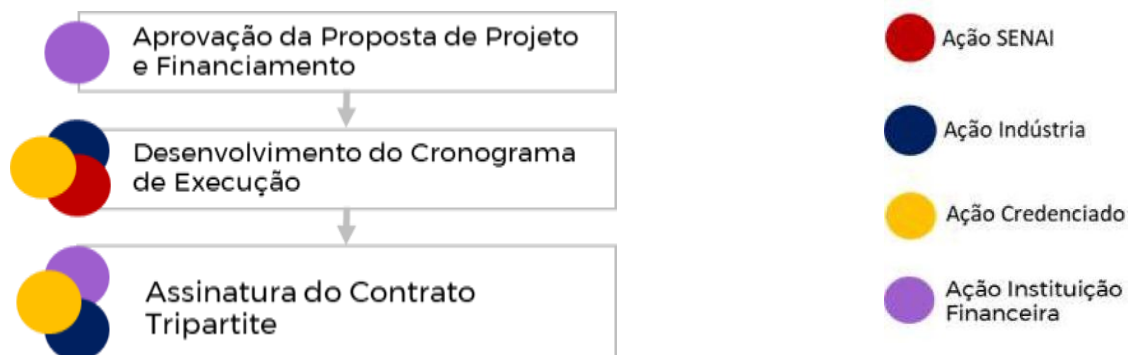 Aprovação da Proposta de Projeto
e Financiamento
Desenvolvimento do Cronograma
de Execução
Assinatura do Contrato
Tripartite
Ação SENAI
Ação Indústria
Ação Credenciado
Ação Instituição
Financeira